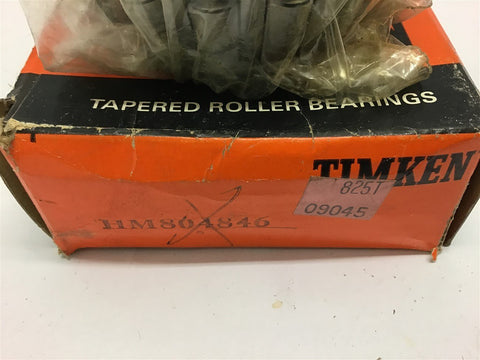 TAPERED ROLLER BEARINGS
TIMKEN
825T
09045
HM804846